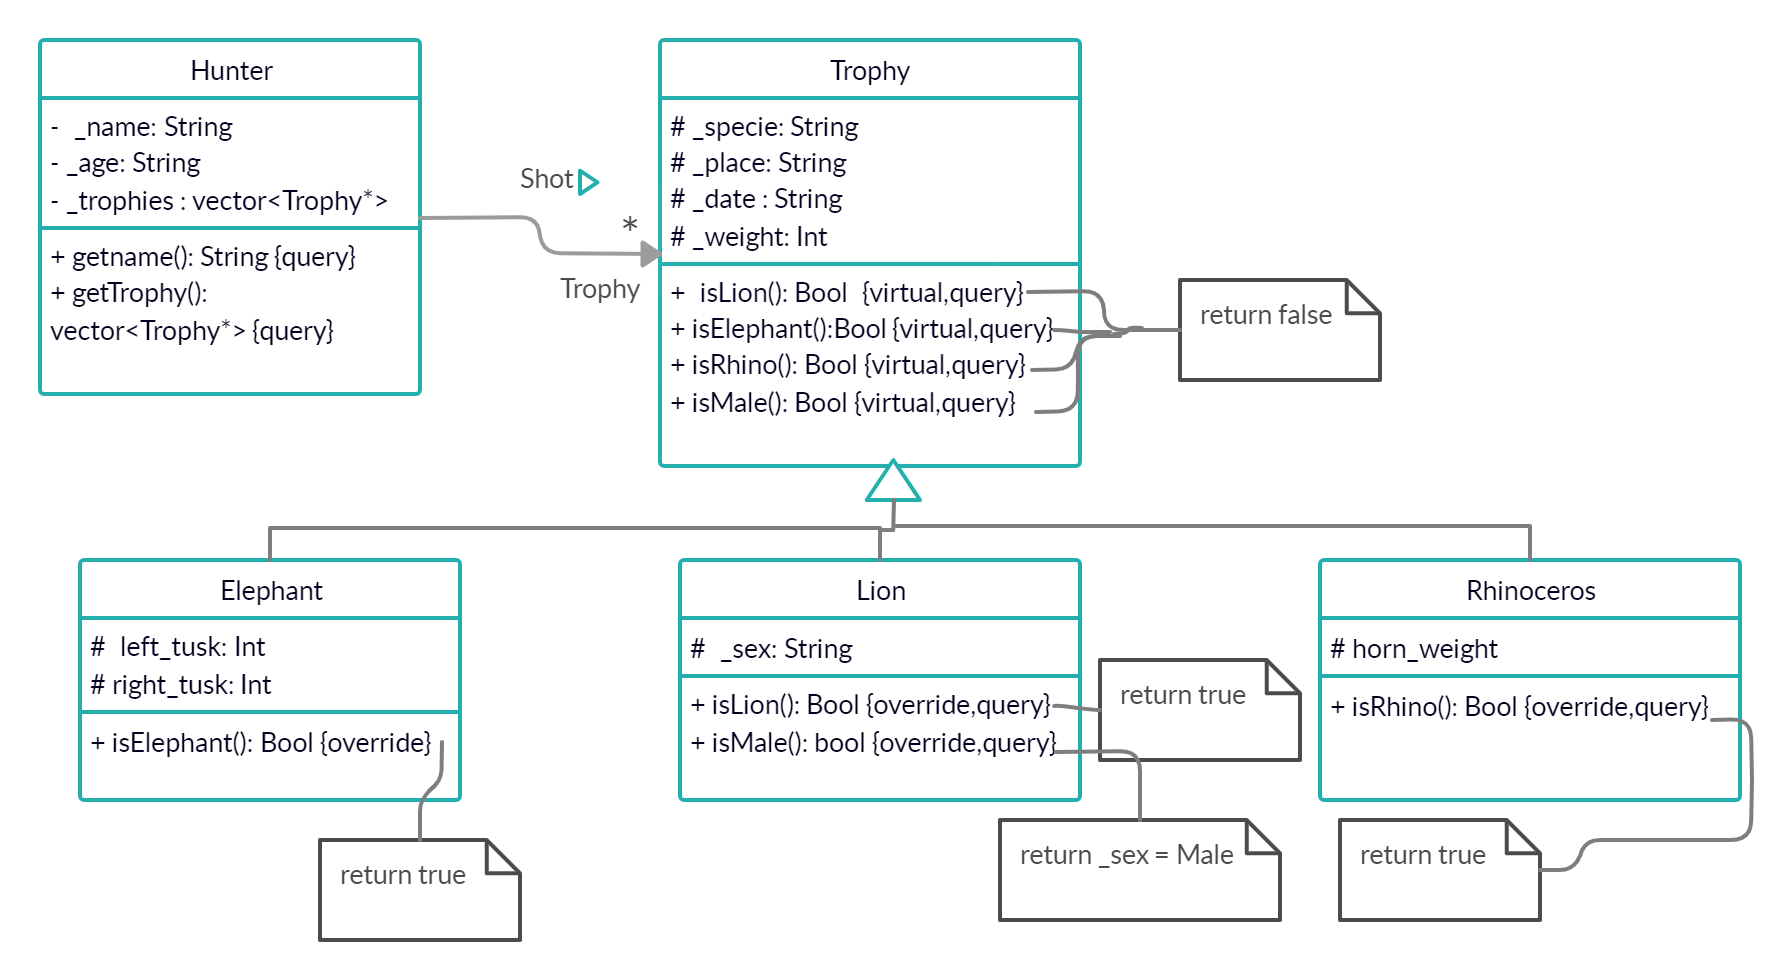 Hunter
- _name: String
- _age: String
- _trophies : vector<Trophy*>
+ getname(): String {query}
+ getTrophy():
vector<Trophy*> {query}
Shot
*
Trophy
Trophy
# _specie: String
# _place: String
# _date : String
# _weight: Int
+ isLion(): Bool {virtual,query}
+ isElephant():Bool {virtual,query}
+ isRhino(): Bool {virtual,query}
+ isMale(): Bool {virtual,query}
return false
Elephant
# left_tusk: Int
# right_tusk: Int
+ isElephant(): Bool {override}
return true
Lion
# _sex: String
+ isLion(): Bool {override,query}
+ isMale(): bool {override,query}
return true
return _sex = Male
Rhinoceros
# horn_weight
+ isRhino(): Bool {override,query}
return true